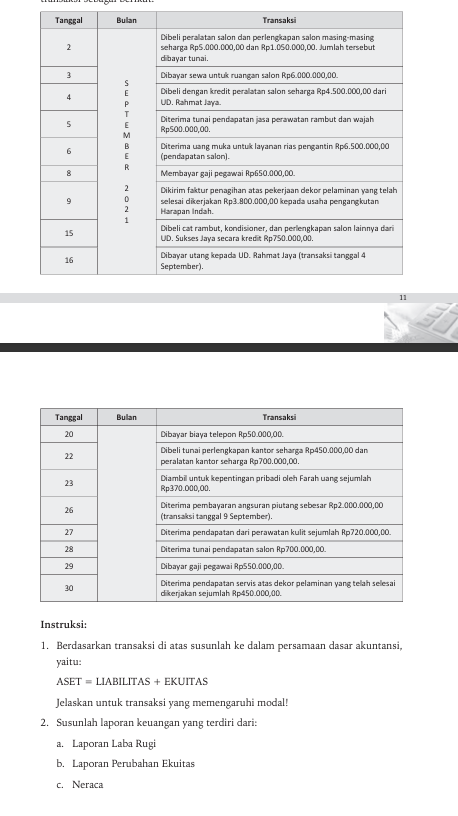 transaksi sebagai berikut:
Tanggal Bulan Transaksi
2 Dibeli peralatan salon dan perlengkapan salon masing-masing
seharga Rp5.000.000,00 dan Rp1.050.000,00. Jumlah tersebut
dibayar tunai.
3 Dibayar sewa untuk ruangan salon Rp6.000.000,00.
4 Dibeli dengan kredit peralatan salon seharga Rp4.500.000,00 dari
UD. Rahmat Jaya.
5 Diterima tunai pendapatan jasa perawatan rambut dan wajah
Rp500.000,00.
6 Diterima uang muka untuk layanan rias pengantin Rp6.500.000,00
(pendapatan salon).
8 Membayar gaji pegawai Rp650.000,00.
9 Dikirim faktur penagihan atas pekerjaan dekor pelaminan yang telah
selesai dikerjakan Rp3.800.000,00 kepada usaha pengangkutan
Harapan Indah.
15 Dibeli cat rambut, kondisioner, dan perlengkapan salon lainnya dari
UD. Sukses Jaya secara kredit Rp750.000,00.
16 Dibayar utang kepada UD. Rahmat Jaya (transaksi tanggal 4
September).
S
E
P
T
E
M
B
E
R
2
0
2
1
11
Tanggal Bulan Transaksi
20 Dibayar biaya telepon Rp50.000,00.
22 Dibeli tunai perlengkapan kantor seharga Rp450.000,00 dan
peralatan kantor seharga Rp700.000,00.
23 Diambil untuk kepentingan pribadi oleh Farah uang sejumlah
Rp370.000,00.
26 Diterima pembayaran angsuran piutang sebesar Rp2.000.000,00
(transaksi tanggal 9 September).
27 Diterima pendapatan dari perawatan kulit sejumlah Rp720.000,00.
28 Diterima tunai pendapatan salon Rp700.000,00.
29 Dibayar gaji pegawai Rp550.000,00.
30 Diterima pendapatan servis atas dekor pelaminan yang telah selesai
dikerjakan sejumlah Rp450.000,00.
Instruksi:
1. Berdasarkan transaksi di atas susunlah ke dalam persamaan dasar akuntansi,
yaitu:
ASET = LIABILITAS + EKUITAS
Jelaskan untuk transaksi yang memengaruhi modal!
2. Susunlah laporan keuangan yang terdiri dari:
a. Laporan Laba Rugi
b. Laporan Perubahan Ekuitas
c. Neraca